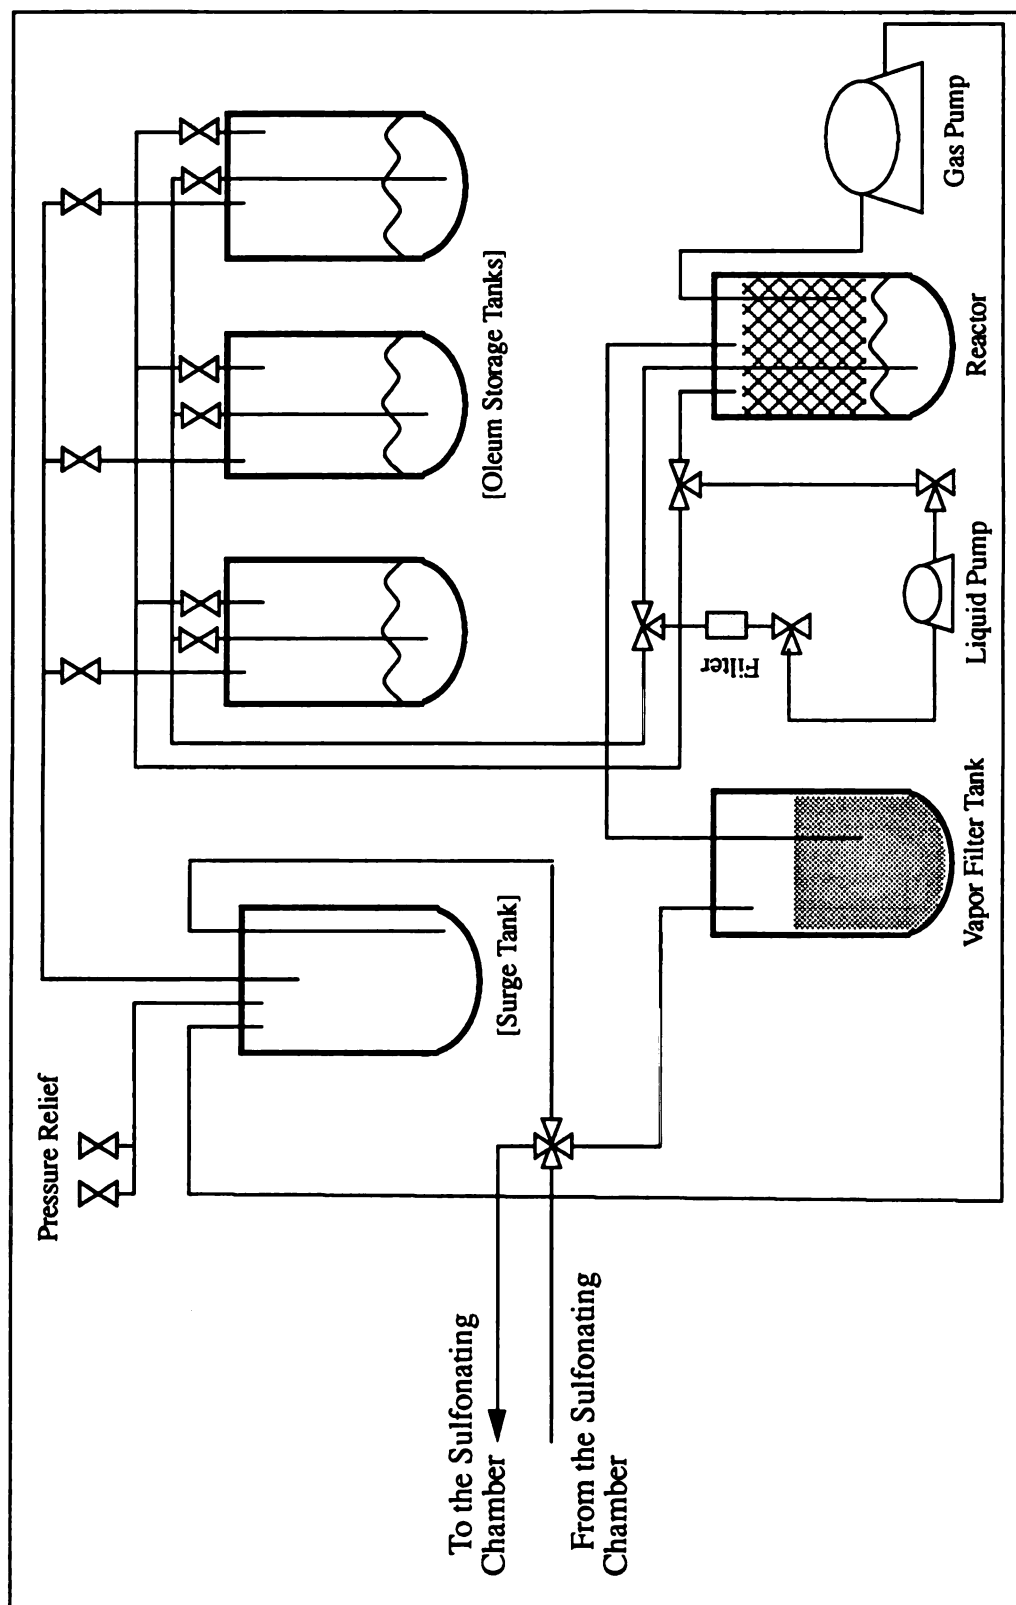 Pressure Relief
[Surge Tank]
[Oleum Storage Tanks]
To the Sulfonating
Chamber
From the Sulfonating
Chamber
Vapor Filter Tank
Filter
Liquid Pump
Reactor
Gas Pump